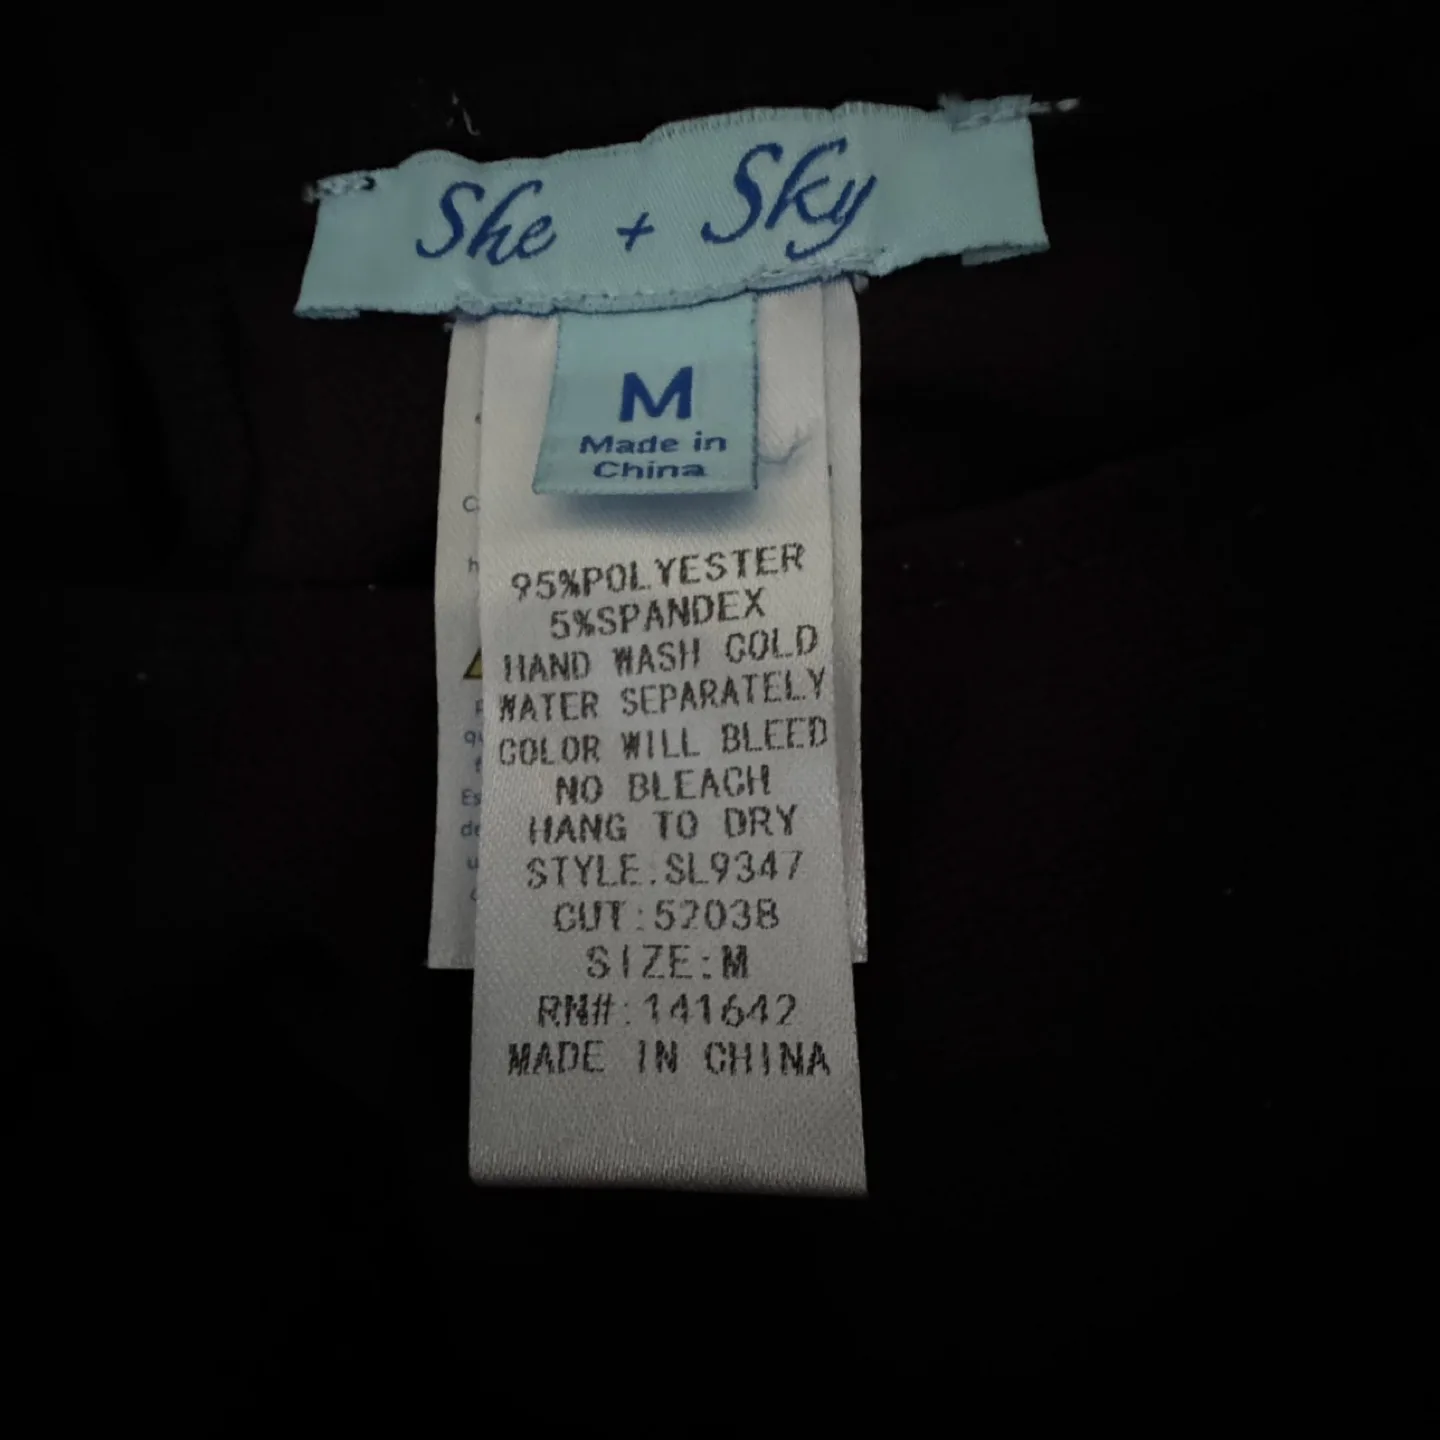 She + Sky
M
Made in
China
95%POLYESTER
5%SPANDEX
HAND WASH COLD
WATER SEPARATELY
COLOR WILL BLEED
NO BLEACH
HANG TO DRY
STYLE.SL9347
CUT:52038
SIZE:M
RN#:141642
MADE IN CHINA